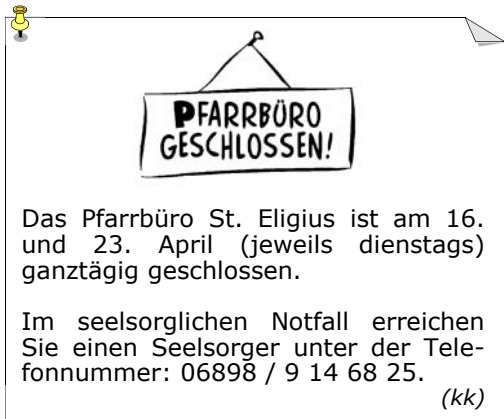 PFARRBÜRO
GESCHLOSSEN!
Das Pfarrbüro St. Eligius ist am 16.
und 23. April (jeweils dienstags)
ganztägig geschlossen.
Im seelsorglichen Notfall erreichen
Sie einen Seelsorger unter der Tele-
fonnummer: 06898 / 9 14 68 25.
(kk)